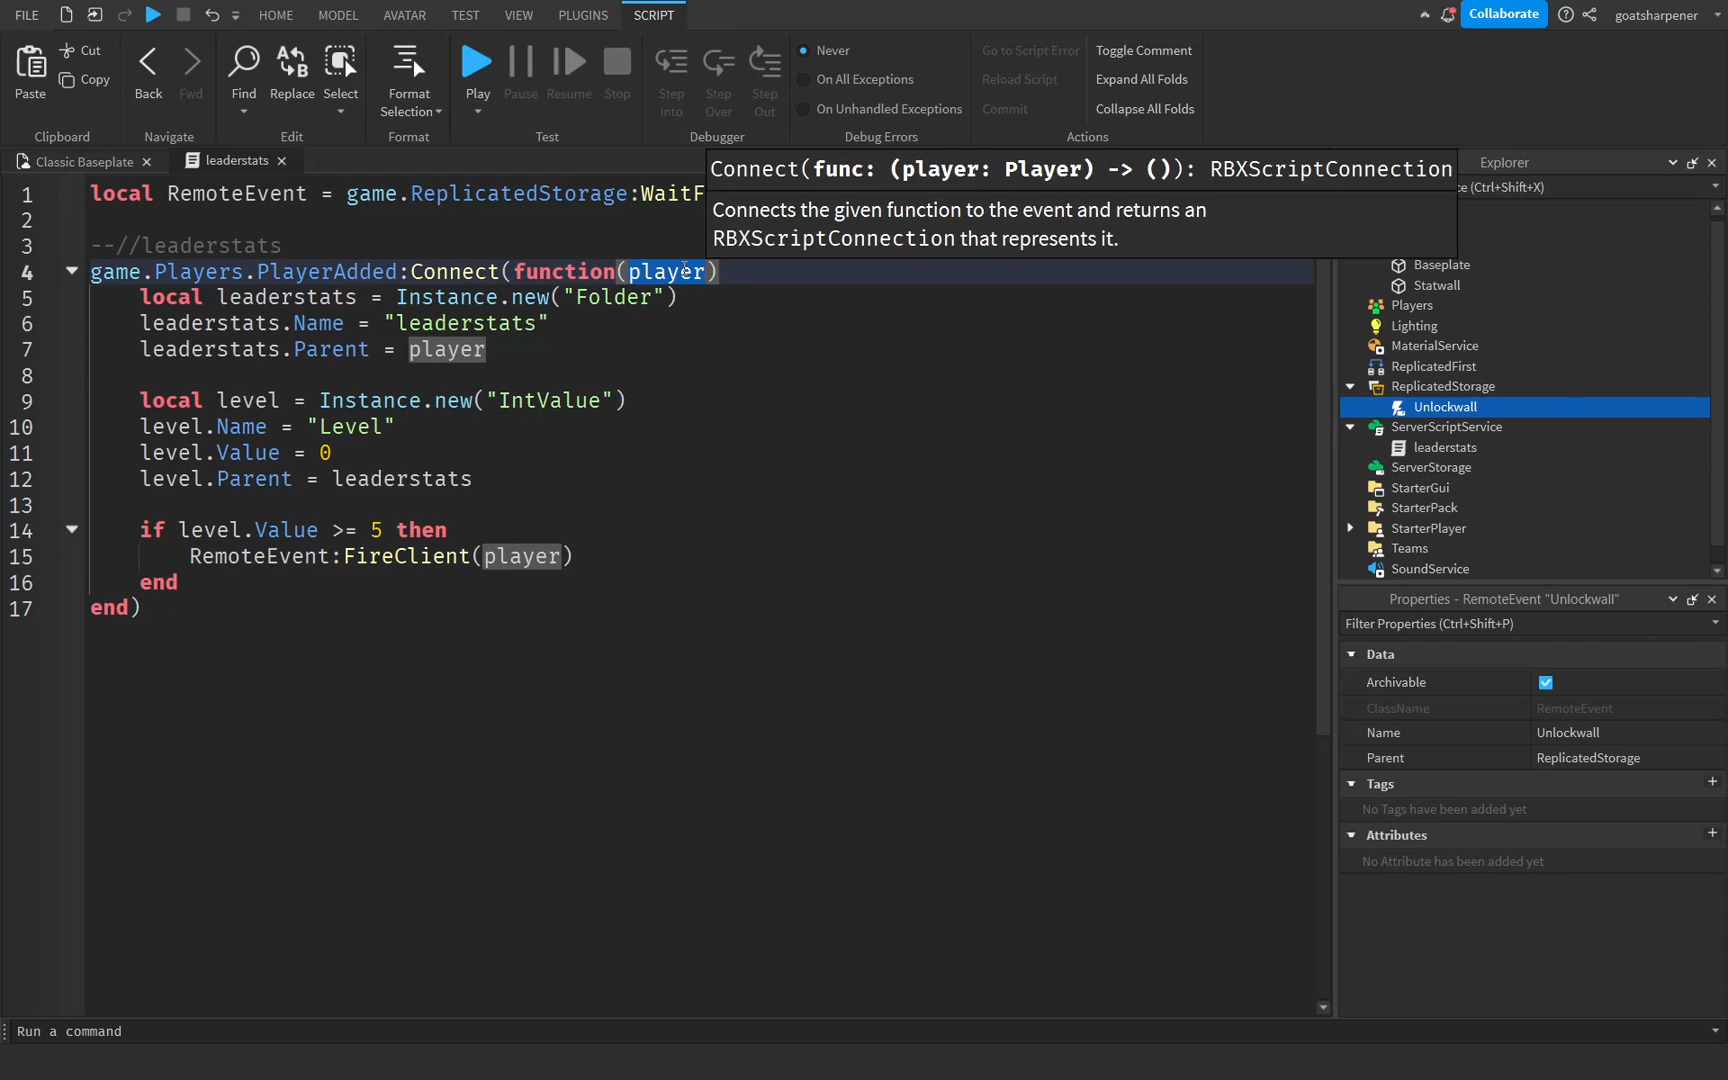 FILE HOME MODEL AVATAR TEST VIEW PLUGINS SCRIPT Collaborate goatsharpener
Paste Cut Copy Clipboard
Back Fwd Navigate
Find Replace Select Edit
Format Selection Format
Play Pause Resume Stop Test
Step Into Step Over Step Out Debugger
Never
On All Exceptions
On Unhandled Exceptions
Debug Errors
Go to Script Error
Reload Script
Commit
Toggle Comment
Expand All Folds
Collapse All Folds
Actions
Classic Baseplate leaderstats
Connect(func: (player: Player) -> ()): RBXScriptConnection
Connects the given function to the event and returns an
RBXScriptConnection that represents it.
1 local RemoteEvent = game.ReplicatedStorage:WaitF
2
3 --//leaderstats
4 game.Players.PlayerAdded:Connect(function(player)
5 local leaderstats = Instance.new("Folder")
6 leaderstats.Name = "leaderstats"
7 leaderstats.Parent = player
8
9 local level = Instance.new("IntValue")
10 level.Name = "Level"
11 level.Value = 0
12 level.Parent = leaderstats
13
14 if level.Value >= 5 then
15 RemoteEvent:FireClient(player)
16 end
17 end)
Explorer
ce (Ctrl+Shift+X)
Baseplate
Statwall
Players
Lighting
MaterialService
ReplicatedFirst
ReplicatedStorage
Unlockwall
ServerScriptService
leaderstats
ServerStorage
StarterGui
StarterPack
StarterPlayer
Teams
SoundService
Properties - RemoteEvent "Unlockwall"
Filter Properties (Ctrl+Shift+P)
Data
Archivable
ClassName RemoteEvent
Name Unlockwall
Parent ReplicatedStorage
Tags
No Tags have been added yet
Attributes
No Attribute has been added yet
Run a command